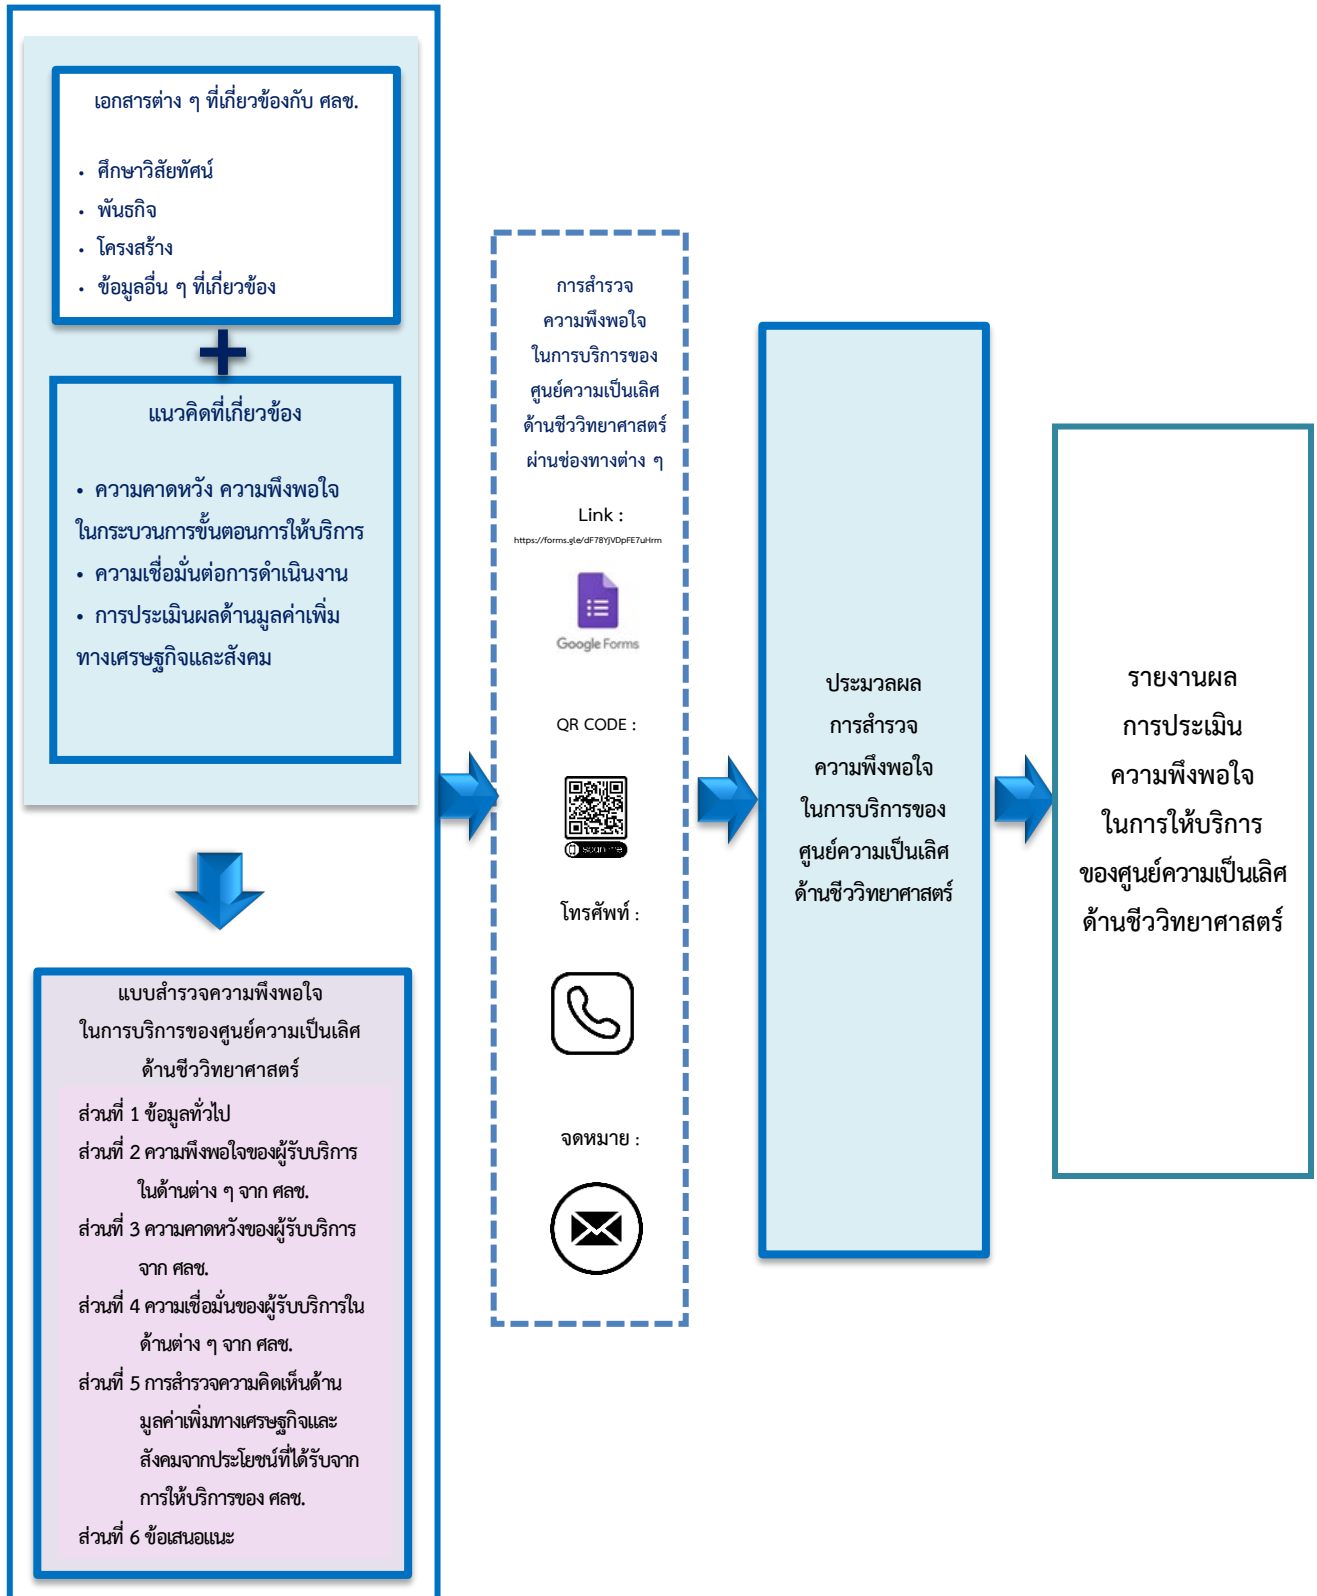 เอกสารต่าง ๆ ที่เกี่ยวข้องกับ ศลช.
• ศึกษาวิสัยทัศน์
• พันธกิจ
• โครงสร้าง
• ข้อมูลอื่น ๆ ที่เกี่ยวข้อง
+
แนวคิดที่เกี่ยวข้อง
• ความคาดหวัง ความพึงพอใจ
ในกระบวนการขั้นตอนการให้บริการ
• ความเชื่อมั่นต่อการดำเนินงาน
• การประเมินผลด้านมูลค่าเพิ่ม
ทางเศรษฐกิจและสังคม
แบบสำรวจความพึงพอใจ
ในการบริการของศูนย์ความเป็นเลิศ
ด้านชีววิทยาศาสตร์
ส่วนที่ 1 ข้อมูลทั่วไป
ส่วนที่ 2 ความพึงพอใจของผู้รับบริการ
ในด้านต่าง ๆ จาก ศลช.
ส่วนที่ 3 ความคาดหวังของผู้รับบริการ
จาก ศลช.
ส่วนที่ 4 ความเชื่อมั่นของผู้รับบริการใน
ด้านต่าง ๆ จาก ศลช.
ส่วนที่ 5 การสำรวจความคิดเห็นด้าน
มูลค่าเพิ่มทางเศรษฐกิจและ
สังคมจากประโยชน์ที่ได้รับจาก
การให้บริการของ ศลช.
ส่วนที่ 6 ข้อเสนอแนะ
การสำรวจ
ความพึงพอใจ
ในการบริการของ
ศูนย์ความเป็นเลิศ
ด้านชีววิทยาศาสตร์
ผ่านช่องทางต่าง ๆ
Link :
https://forms.gle/dF78YjVDpFE7uHrm
Google Forms
QR CODE :
scan me
โทรศัพท์ :
จดหมาย :
ประมวลผล
การสำรวจ
ความพึงพอใจ
ในการบริการของ
ศูนย์ความเป็นเลิศ
ด้านชีววิทยาศาสตร์
รายงานผล
การประเมิน
ความพึงพอใจ
ในการให้บริการ
ของศูนย์ความเป็นเลิศ
ด้านชีววิทยาศาสตร์